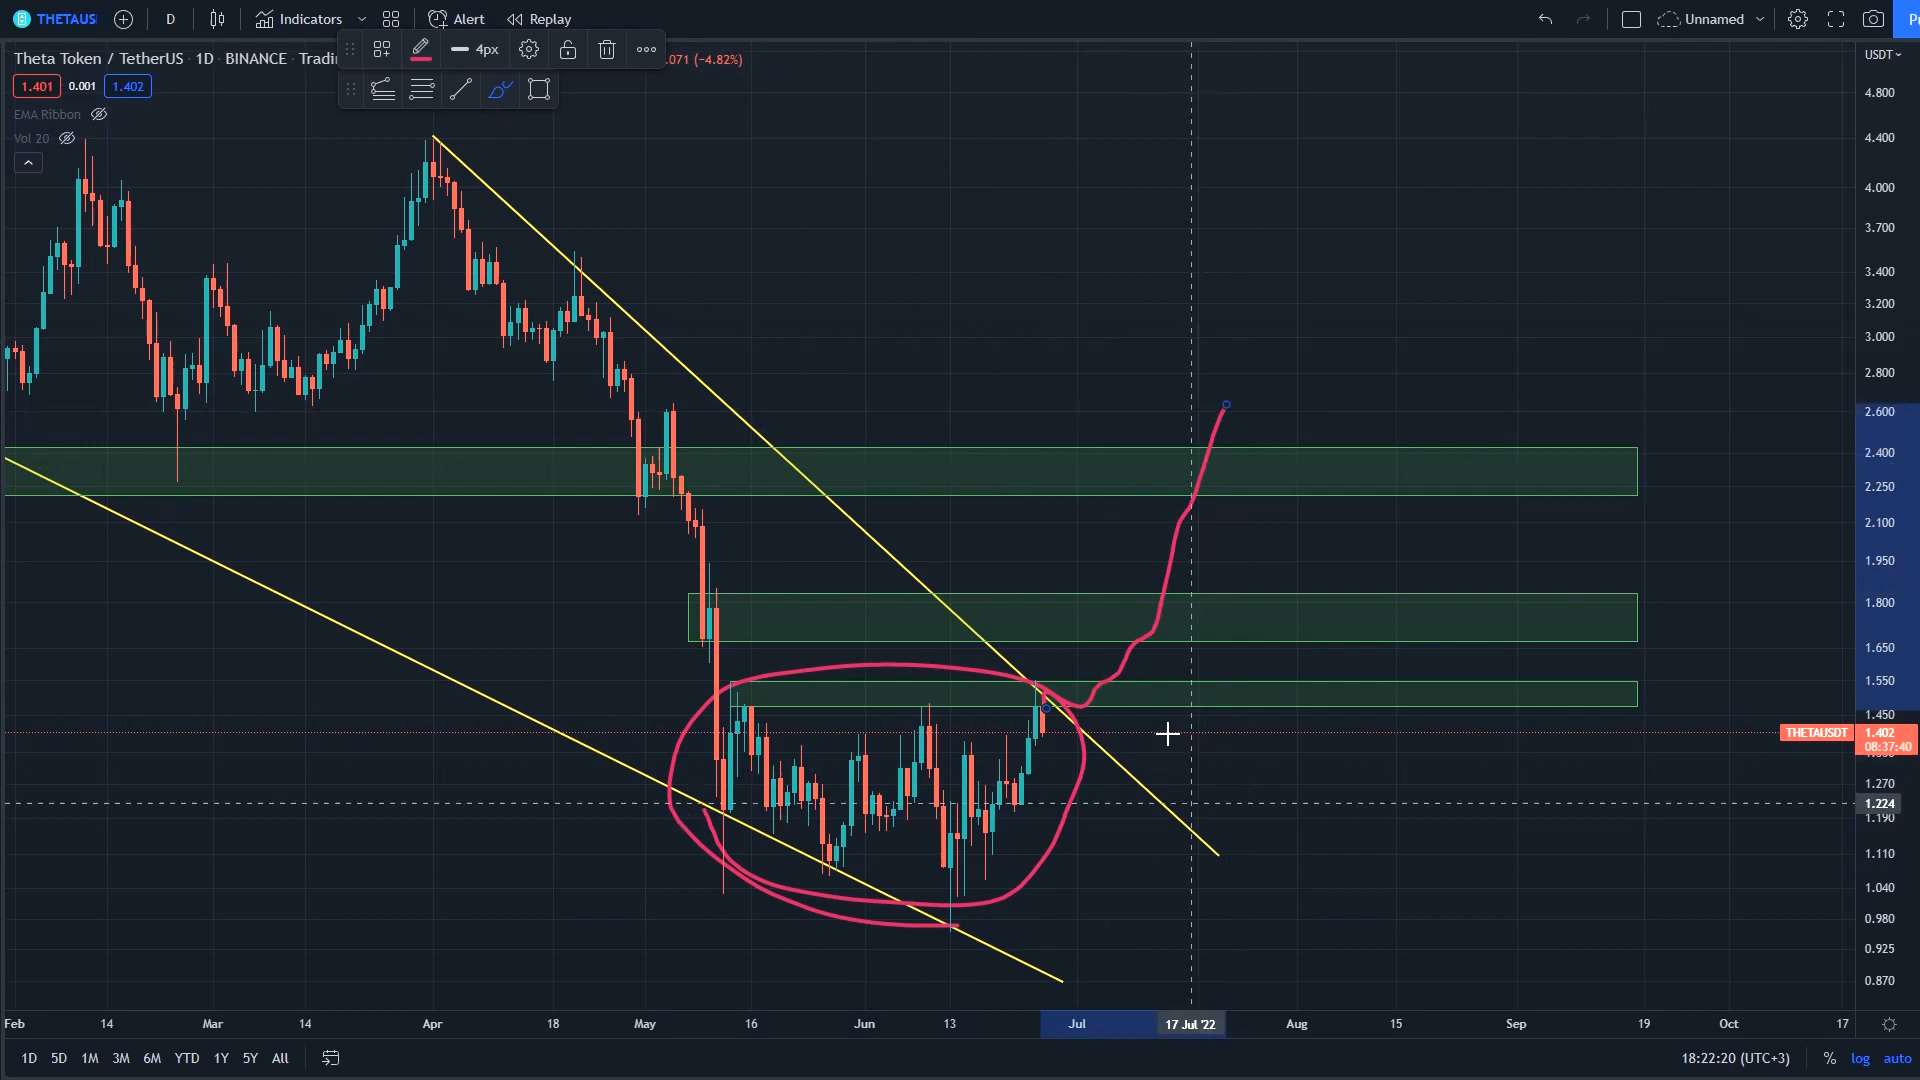 THETAUS
D
Indicators
Alert
Replay
Unnamed
Theta Token / TetherUS · 1D · BINANCE · Tradi
4px
.071 (−4.82%)
1.401
0.001
1.402
EMA Ribbon
Vol 20
USDT
4.800
4.400
4.000
3.700
3.400
3.200
3.000
2.800
2.600
2.400
2.250
2.100
1.950
1.800
1.650
1.550
1.450
THETAUSDT
1.402
08:37:40
1.270
1.224
1.190
1.110
1.040
0.980
0.925
0.870
Feb
14
Mar
14
Apr
18
May
16
Jun
13
Jul
17 Jul '22
Aug
15
Sep
19
Oct
17
1D
5D
1M
3M
6M
YTD
1Y
5Y
All
18:22:20 (UTC+3)
%
log
auto